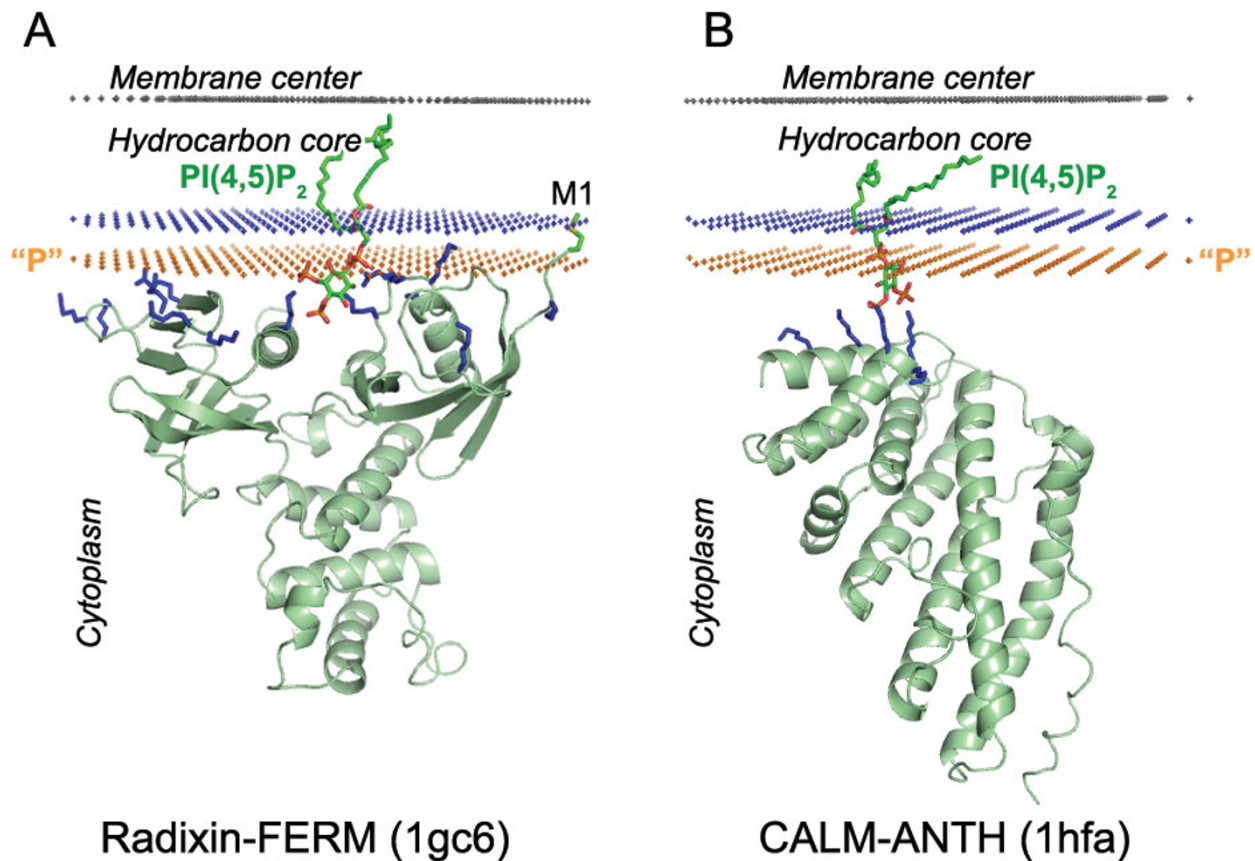 A
Membrane center
Hydrocarbon core
PI(4,5)P₂
M1
“P”
Cytoplasm
Radixin-FERM (1gc6)
B
Membrane center
Hydrocarbon core
PI(4,5)P₂
“P”
Cytoplasm
CALM-ANTH (1hfa)